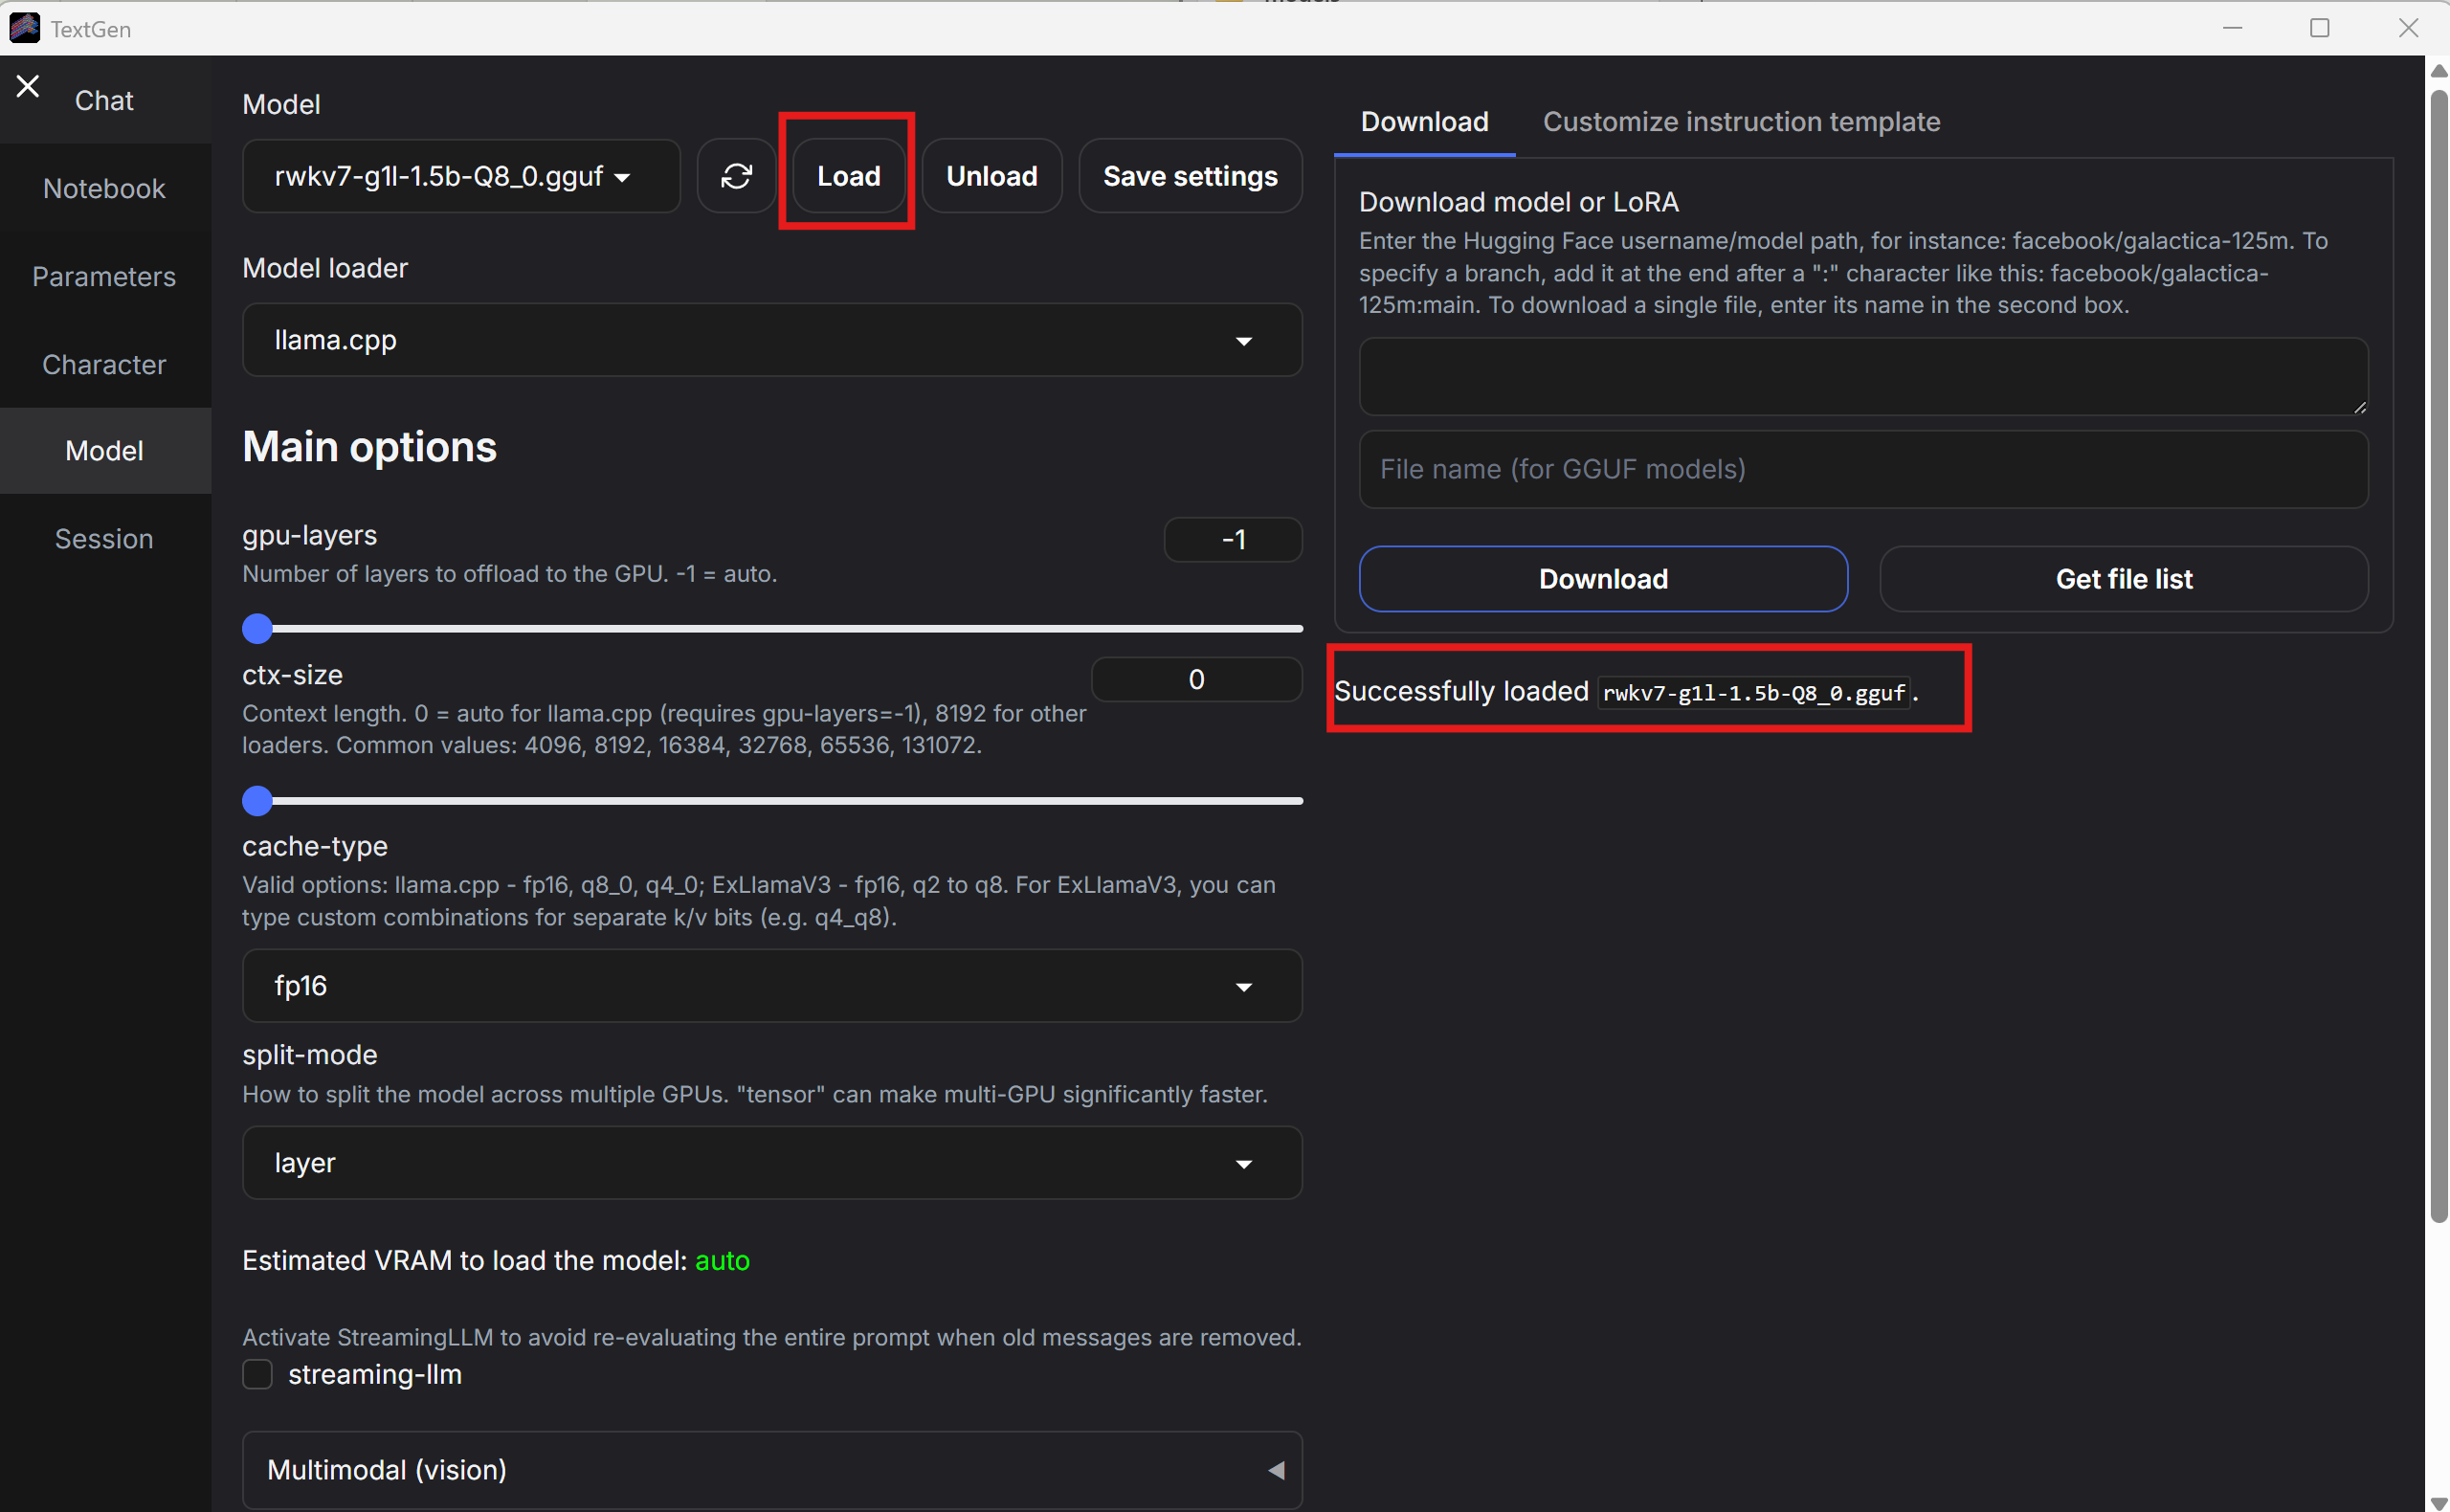 TextGen
Chat
Notebook
Parameters
Character
Model
Session
Model
rwkv7-g1l-1.5b-Q8_0.gguf
Load
Unload
Save settings
Model loader
llama.cpp
Main options
gpu-layers
-1
Number of layers to offload to the GPU. -1 = auto.
ctx-size
0
Context length. 0 = auto for llama.cpp (requires gpu-layers=-1), 8192 for other
loaders. Common values: 4096, 8192, 16384, 32768, 65536, 131072.
cache-type
Valid options: llama.cpp - fp16, q8_0, q4_0; ExLlamaV3 - fp16, q2 to q8. For ExLlamaV3, you can
type custom combinations for separate k/v bits (e.g. q4_q8).
fp16
split-mode
How to split the model across multiple GPUs. "tensor" can make multi-GPU significantly faster.
layer
Estimated VRAM to load the model: auto
Activate StreamingLLM to avoid re-evaluating the entire prompt when old messages are removed.
streaming-llm
Multimodal (vision)
Download
Customize instruction template
Download model or LoRA
Enter the Hugging Face username/model path, for instance: facebook/galactica-125m. To
specify a branch, add it at the end after a ":" character like this: facebook/galactica-
125m:main. To download a single file, enter its name in the second box.
File name (for GGUF models)
Download
Get file list
Successfully loaded rwkv7-g1l-1.5b-Q8_0.gguf.